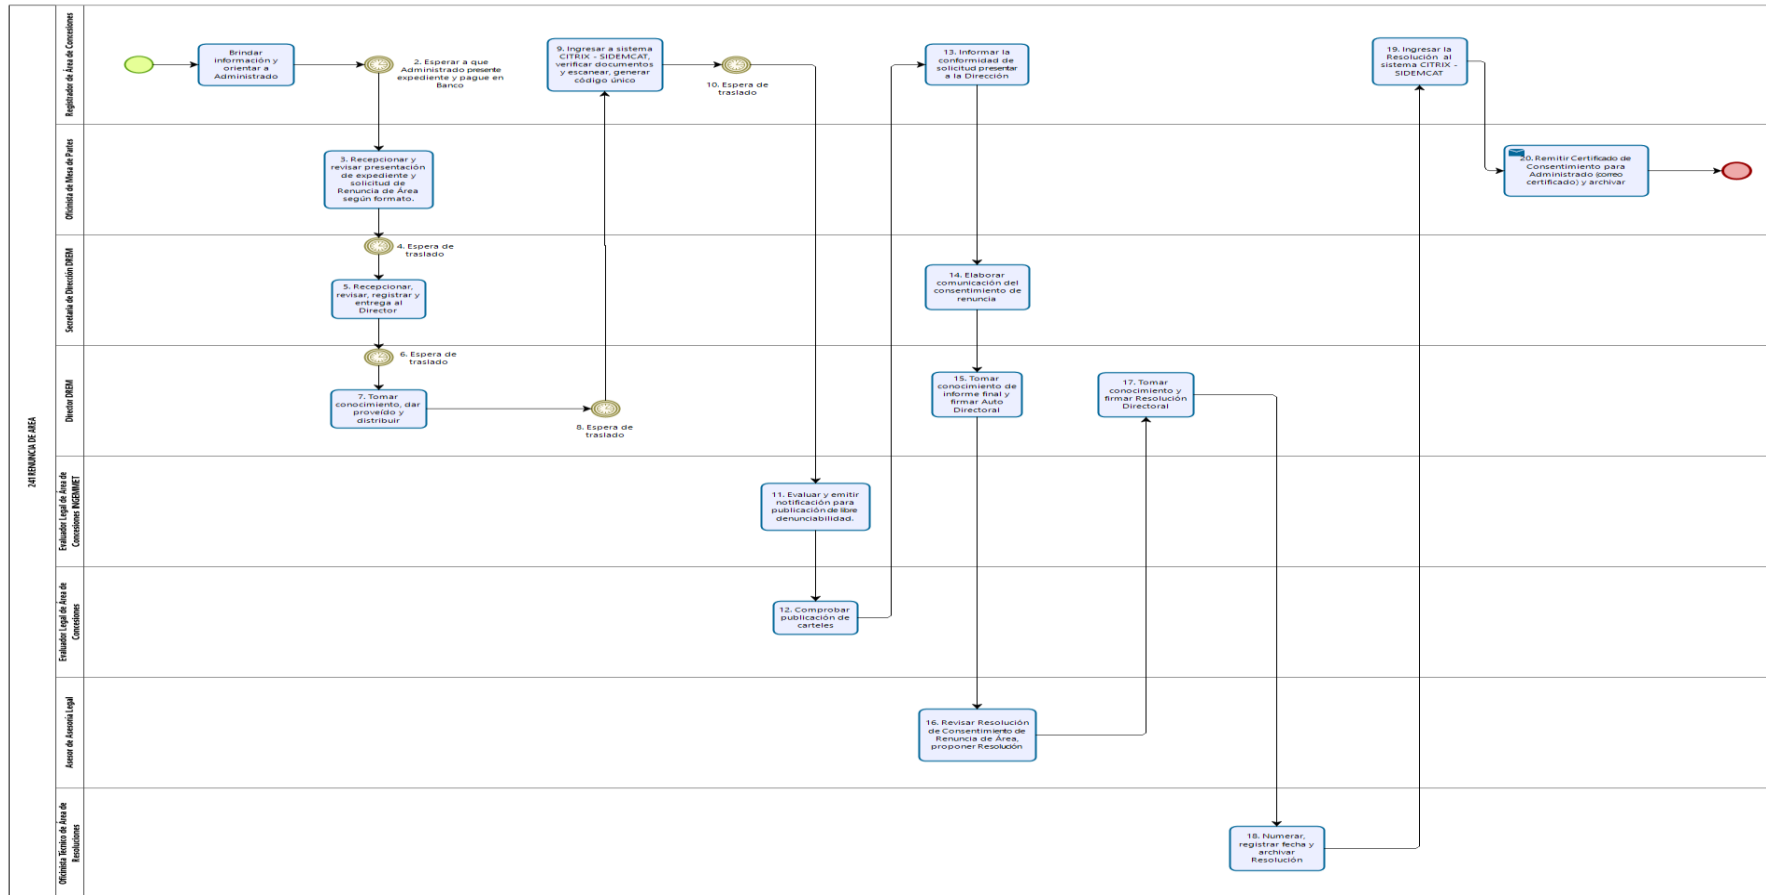 241 RENUNCIA DE AREA
Registrador de Área de Concesiones
Brindar
información y
orientar a
Administrado
2. Esperar a que
Administrado presente
expediente y pague en
Banco
9. Ingresar a sistema
CITRIX - SIDEMCAT,
verificar documentos
y escanear, generar
código único
10. Espera de
traslado
13. Informar la
conformidad de
solicitud presentar
a la Dirección
19. Ingresar la
Resolución al
sistema CITRIX -
SIDEMCAT
Oficinista de Mesa de Partes
3. Recepcionar y
revisar presentación
de expediente y
solicitud de
Renuncia de Área
según formato.
20. Remitir Certificado de
Consentimiento para
Administrado (correo
certificado) y archivar
Secretaria de Dirección DREM
4. Espera de
traslado
5. Recepcionar,
revisar, registrar y
entrega al
Director
14. Elaborar
comunicación del
consentimiento de
renuncia
Director DREM
6. Espera de
traslado
7. Tomar
conocimiento, dar
proveído y
distribuir
8. Espera de
traslado
15. Tomar
conocimiento de
informe final y
firmar Auto
Directoral
17. Tomar
conocimiento y
firmar Resolución
Directoral
Evaluador Legal de Área de
Concesiones INGEMMET
11. Evaluar y emitir
notificación para
publicación de libre
denunciabilidad.
Evaluador Legal de Área de
Concesiones
12. Comprobar
publicación de
carteles
Asesor de Asesoría Legal
16. Revisar Resolución
de Consentimiento de
Renuncia de Área,
proponer Resolución
Oficinista Técnico de Área de
Resoluciones
18. Numerar,
registrar fecha y
archivar
Resolución